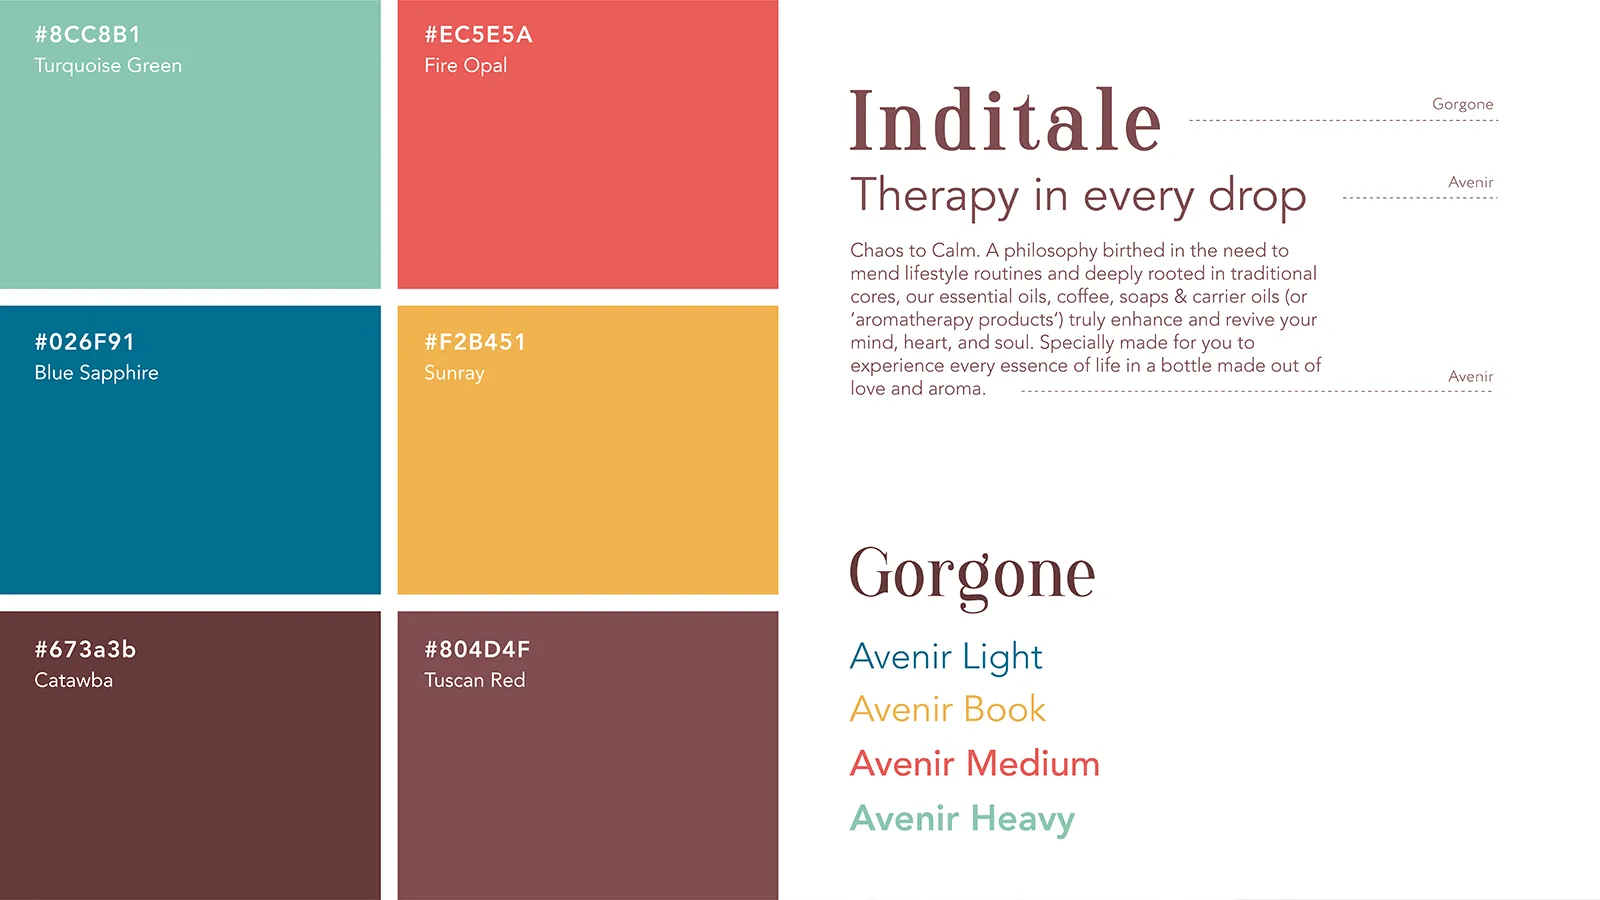 #8CC8B1
Turquoise Green
#EC5E5A
Fire Opal
#026F91
Blue Sapphire
#F2B451
Sunray
#673a3b
Catawba
#804D4F
Tuscan Red
Inditale
Gorgone
Therapy in every drop
Avenir
Chaos to Calm. A philosophy birthed in the need to
mend lifestyle routines and deeply rooted in traditional
cores, our essential oils, coffee, soaps & carrier oils (or
‘aromatherapy products’) truly enhance and revive your
mind, heart, and soul. Specially made for you to
experience every essence of life in a bottle made out of
love and aroma.
Avenir
Gorgone
Avenir Light
Avenir Book
Avenir Medium
Avenir Heavy